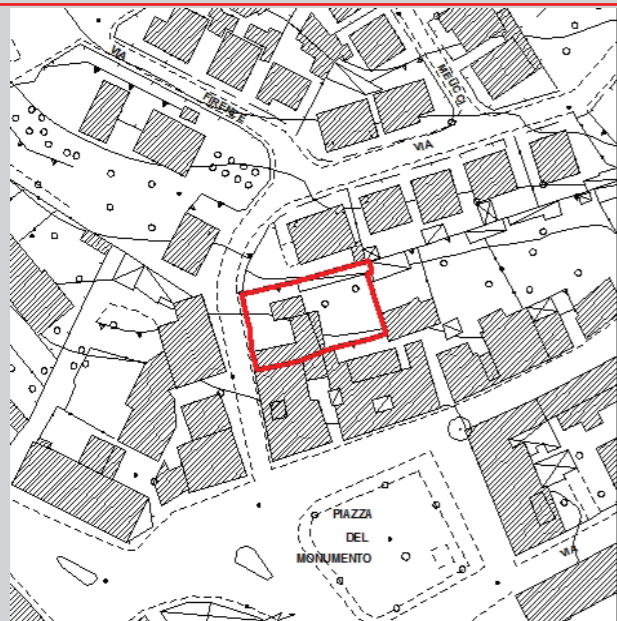 VIA
FIRENZE
MEUCCI
VIA
PIAZZA
DEL
MONUMENTO
VIA